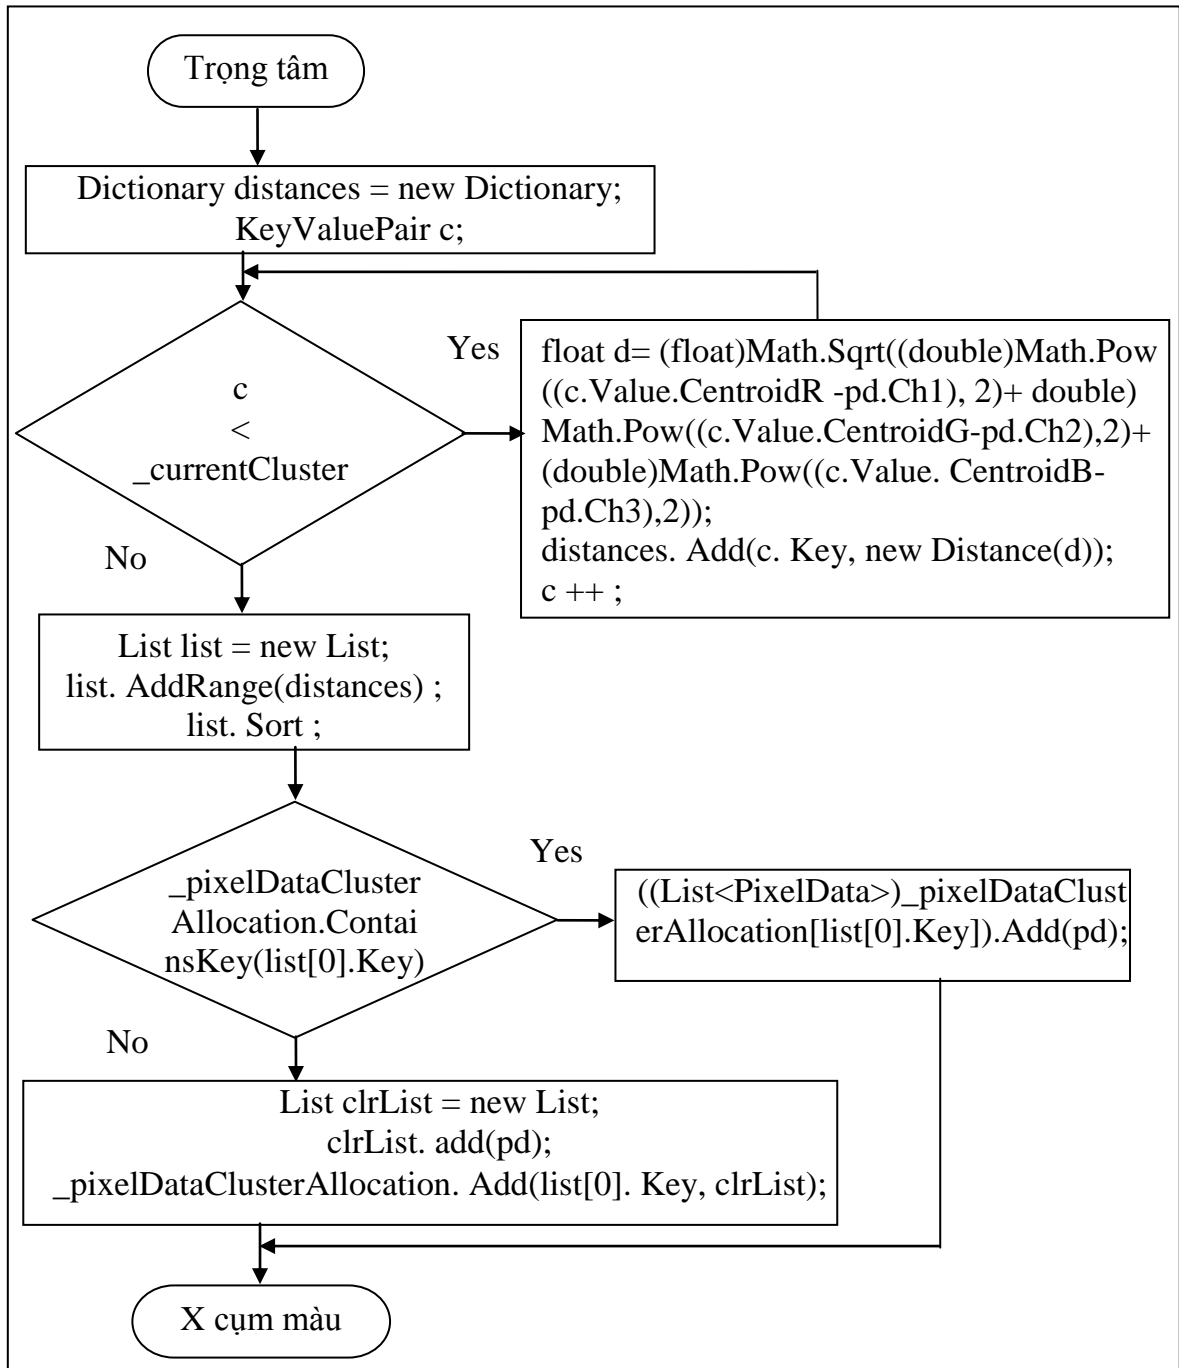 Trọng tâm
Dictionary distances = new Dictionary;
KeyValuePair c;
c
<
_currentCluster
Yes
float d= (float)Math.Sqrt((double)Math.Pow
((c.Value.CentroidR -pd.Ch1), 2)+ double)
Math.Pow((c.Value.CentroidG-pd.Ch2),2)+
(double)Math.Pow((c.Value. CentroidB-
pd.Ch3),2));
distances. Add(c. Key, new Distance(d));
c ++ ;
No
List list = new List;
list. AddRange(distances) ;
list. Sort ;
_pixelDataCluster
Allocation.Contai
nsKey(list[0].Key)
Yes
((List<PixelData>)_pixelDataClust
erAllocation[list[0].Key]).Add(pd);
No
List clrList = new List;
clrList. add(pd);
_pixelDataClusterAllocation. Add(list[0]. Key, clrList);
X cụm màu